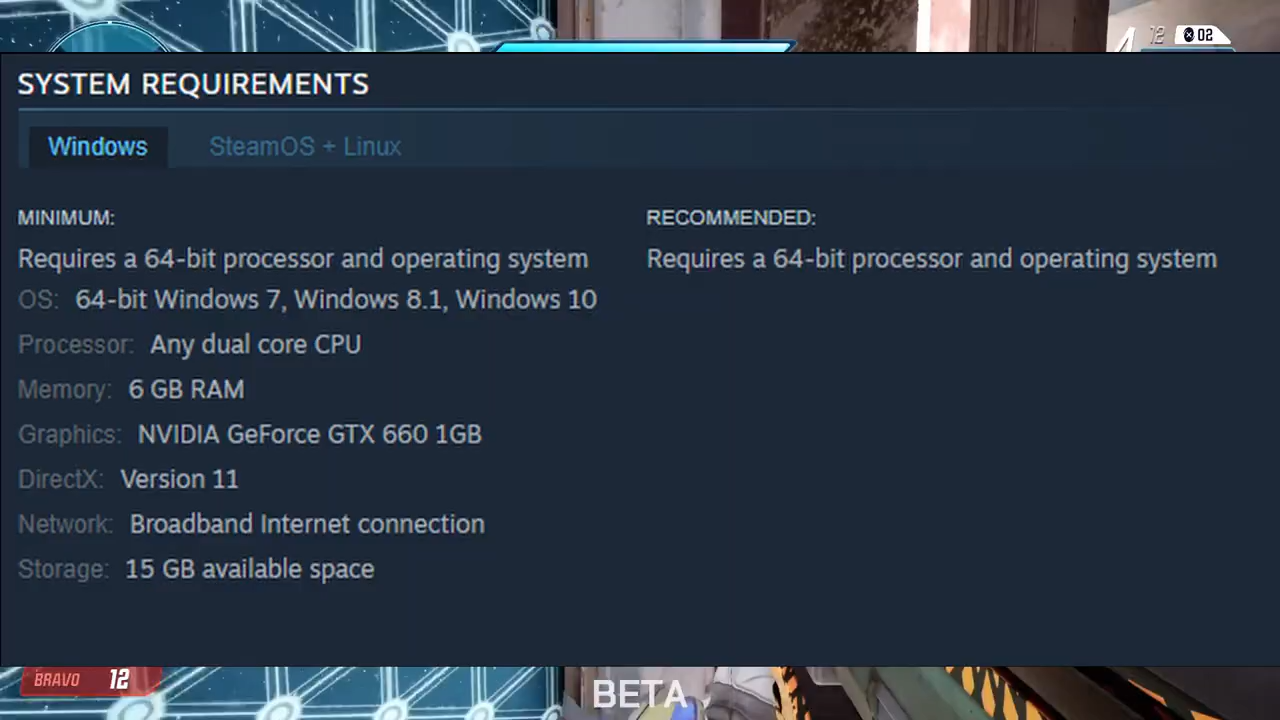 12 02
SYSTEM REQUIREMENTS
Windows SteamOS + Linux
MINIMUM:
Requires a 64-bit processor and operating system
OS: 64-bit Windows 7, Windows 8.1, Windows 10
Processor: Any dual core CPU
Memory: 6 GB RAM
Graphics: NVIDIA GeForce GTX 660 1GB
DirectX: Version 11
Network: Broadband Internet connection
Storage: 15 GB available space
RECOMMENDED:
Requires a 64-bit processor and operating system
BRAVO 12
BETA